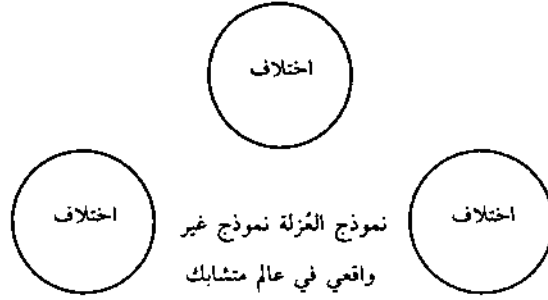 اختلاف
اختلاف
اختلاف
نموذج العُزلة نموذج غير
واقعي في عالم متشابك